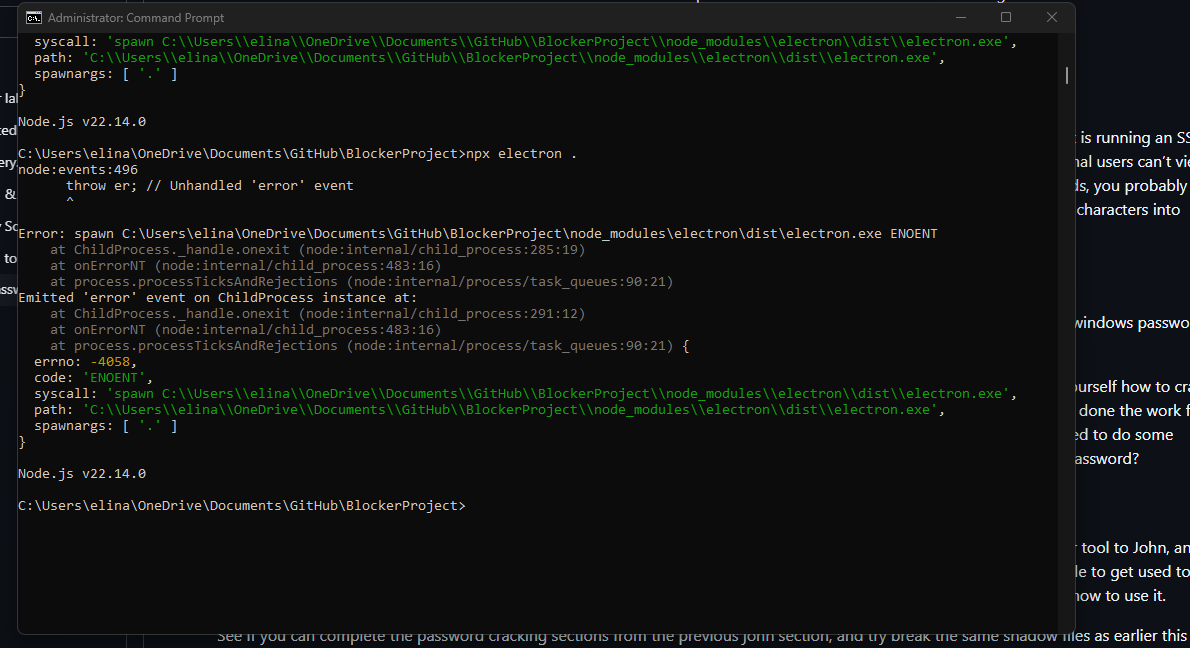 Administrator: Command Prompt
syscall: 'spawn C:\\Users\\elina\\OneDrive\\Documents\\GitHub\\BlockerProject\\node_modules\\electron\\dist\\electron.exe',
path: 'C:\\Users\\elina\\OneDrive\\Documents\\GitHub\\BlockerProject\\node_modules\\electron\\dist\\electron.exe',
spawnargs: [ '.' ]
}
Node.js v22.14.0
C:\Users\elina\OneDrive\Documents\GitHub\BlockerProject>npx electron .
node:events:496
throw er; // Unhandled 'error' event
^
Error: spawn C:\Users\elina\OneDrive\Documents\GitHub\BlockerProject\node_modules\electron\dist\electron.exe ENOENT
at ChildProcess._handle.onexit (node:internal/child_process:285:19)
at onErrorNT (node:internal/child_process:483:16)
at process.processTicksAndRejections (node:internal/process/task_queues:90:21)
Emitted 'error' event on ChildProcess instance at:
at ChildProcess._handle.onexit (node:internal/child_process:291:12)
at onErrorNT (node:internal/child_process:483:16)
at process.processTicksAndRejections (node:internal/process/task_queues:90:21) {
errno: -4058,
code: 'ENOENT',
syscall: 'spawn C:\\Users\\elina\\OneDrive\\Documents\\GitHub\\BlockerProject\\node_modules\\electron\\dist\\electron.exe',
path: 'C:\\Users\\elina\\OneDrive\\Documents\\GitHub\\BlockerProject\\node_modules\\electron\\dist\\electron.exe',
spawnargs: [ '.' ]
}
Node.js v22.14.0
C:\Users\elina\OneDrive\Documents\GitHub\BlockerProject>
&
to
is running an SS
nal users can't vie
ds, you probably
characters into
windows passwo
ourself how to cra
done the work f
ed to do some
assword?
tool to John, an
le to get used to
how to use it.
See if you can complete the password cracking sections from the previous john section, and try break the same shadow files as earlier this